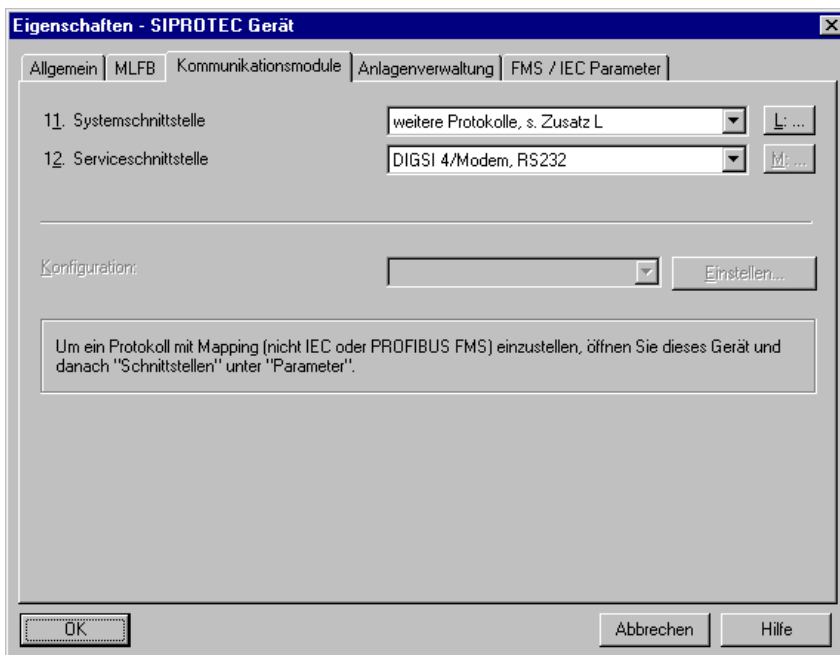 Eigenschaften - SIPROTEC Gerät
Allgemein MLFB Kommunikationsmodule Anlagenverwaltung FMS / IEC Parameter
11. Systemschnittstelle weitere Protokolle, s. Zusatz L L: ...
12. Serviceschnittstelle DIGSI 4/Modem, RS232 M: ...
Konfiguration: Einstellen...
Um ein Protokoll mit Mapping (nicht IEC oder PROFIBUS FMS) einzustellen, öffnen Sie dieses Gerät und
danach "Schnittstellen" unter "Parameter".
OK Abbrechen Hilfe